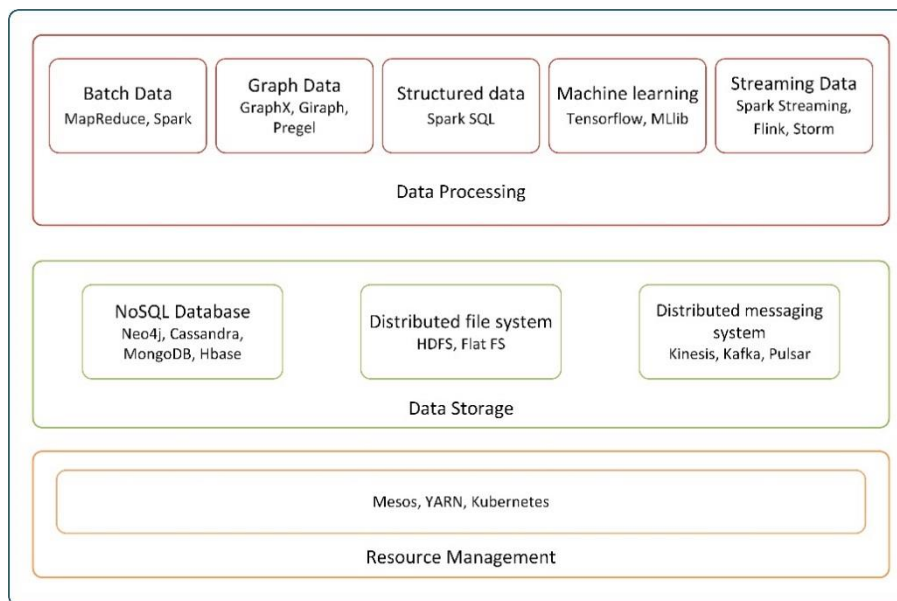 Batch Data
MapReduce, Spark
Graph Data
GraphX, Giraph,
Pregel
Structured data
Spark SQL
Machine learning
Tensorflow, MLlib
Streaming Data
Spark Streaming,
Flink, Storm
Data Processing
NoSQL Database
Neo4j, Cassandra,
MongoDB, Hbase
Distributed file system
HDFS, Flat FS
Distributed messaging
system
Kinesis, Kafka, Pulsar
Data Storage
Mesos, YARN, Kubernetes
Resource Management